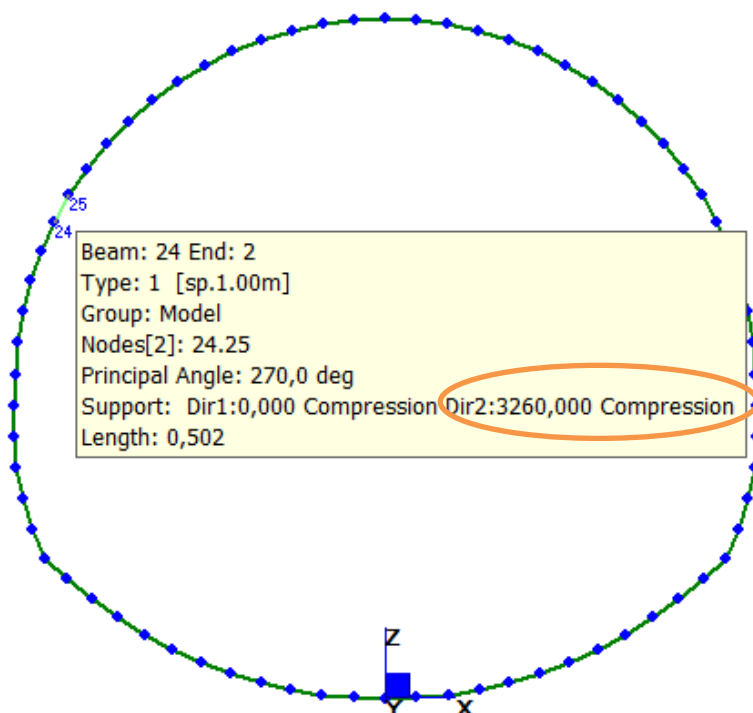 25
24
Beam: 24 End: 2
Type: 1 [sp.1.00m]
Group: Model
Nodes[2]: 24.25
Principal Angle: 270,0 deg
Support: Dir1:0,000 Compression Dir2:3260,000 Compression
Length: 0,502
Z
Y X